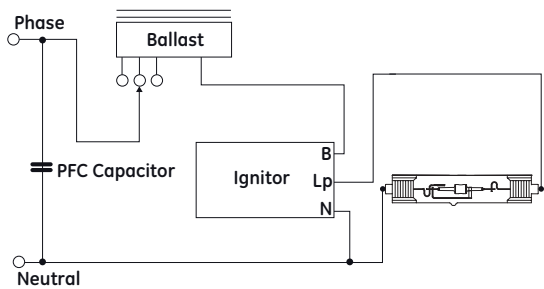 Phase
Ballast
B
PFC Capacitor
Ignitor
Lp
N
Neutral